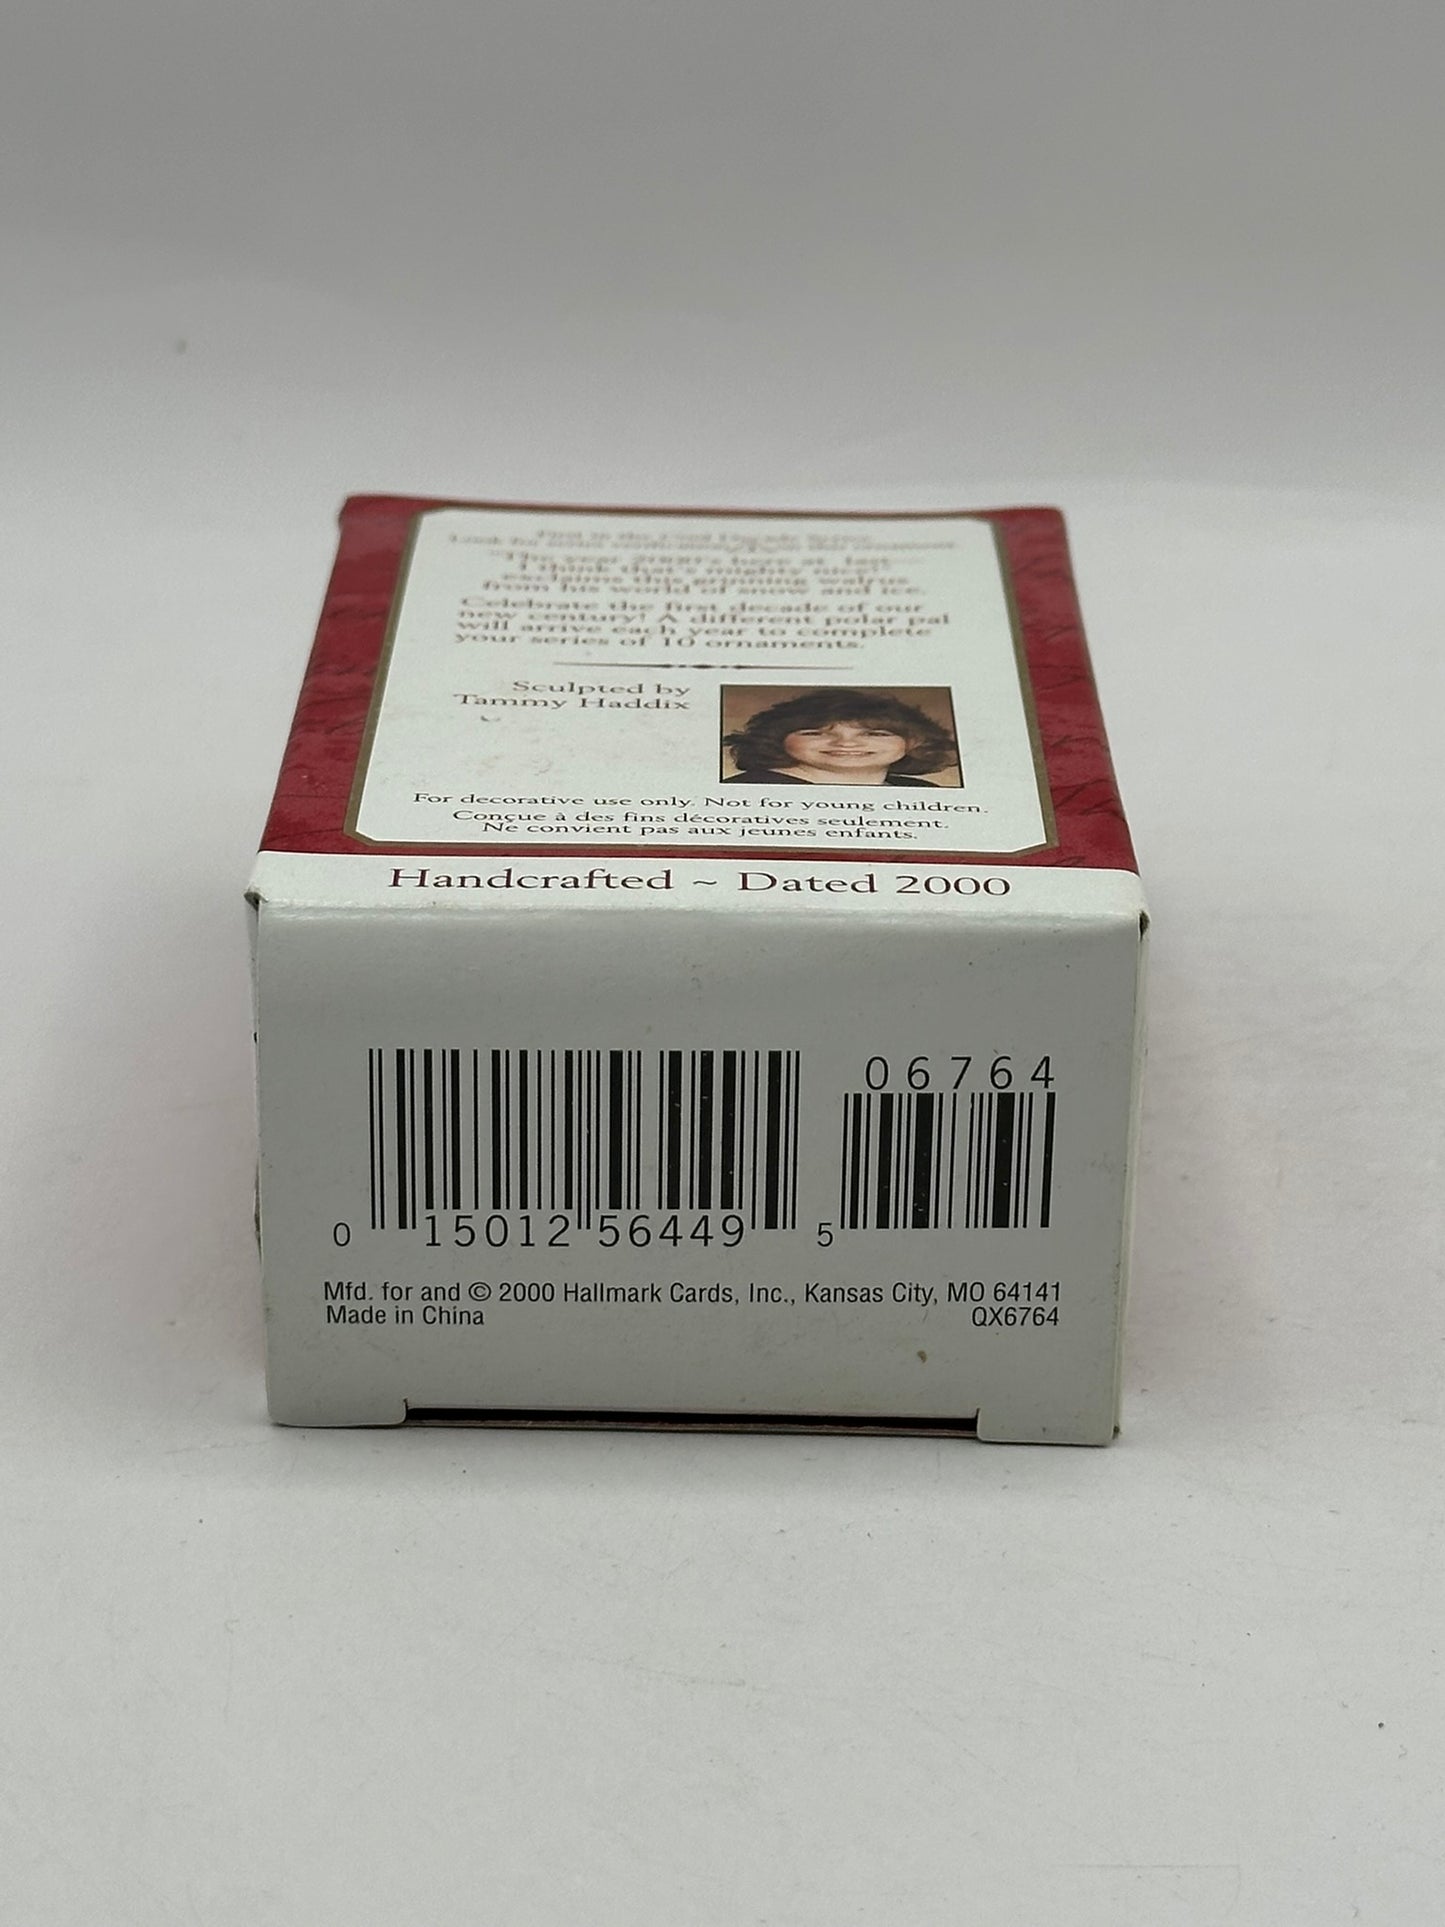 First in the Cool Decade Series
Look for series verification on this ornament.
"The year 2000's here at last—
I think that's mighty nice!"
exclaims this grinning walrus
from his world of snow and ice.
Celebrate the first decade of our
new century! A different polar pal
will arrive each year to complete
your series of 10 ornaments.
Sculpted by
Tammy Haddix
For decorative use only. Not for young children.
Conçue à des fins décoratives seulement.
Ne convient pas aux jeunes enfants.
Handcrafted ~ Dated 2000
06764
0 15012 56449 5
Mfd. for and © 2000 Hallmark Cards, Inc., Kansas City, MO 64141
Made in China QX6764